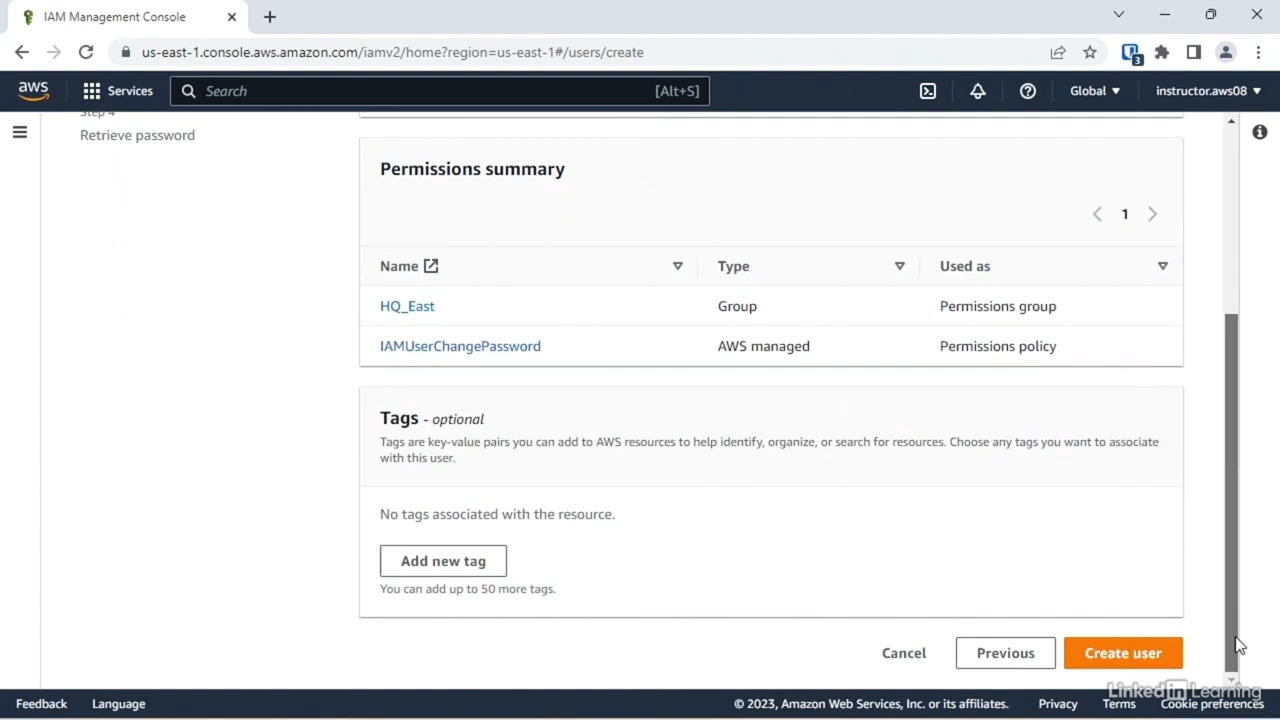 IAM Management Console
us-east-1.console.aws.amazon.com/iamv2/home?region=us-east-1#/users/create
3
aws
Services
Search
[Alt+S]
Global
instructor.aws08
Step 4
Retrieve password
Permissions summary
1
Name
Type
Used as
HQ_East
Group
Permissions group
IAMUserChangePassword
AWS managed
Permissions policy
Tags - optional
Tags are key-value pairs you can add to AWS resources to help identify, organize, or search for resources. Choose any tags you want to associate
with this user.
No tags associated with the resource.
Add new tag
You can add up to 50 more tags.
Cancel
Previous
Create user
LinkedIn Learning
Feedback
Language
© 2023, Amazon Web Services, Inc. or its affiliates.
Privacy
Terms
Cookie preferences